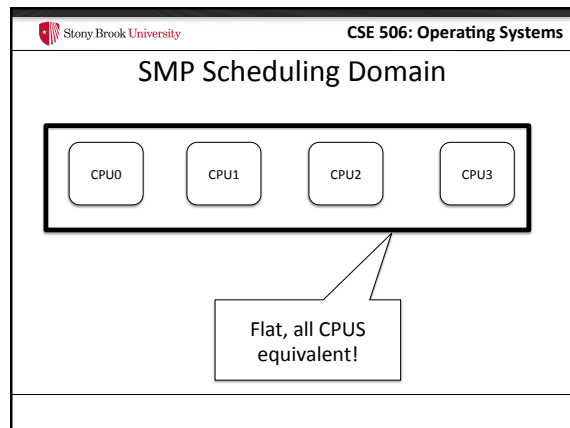 Stony Brook University
CSE 506: Operating Systems
SMP Scheduling Domain
CPU0 CPU1 CPU2 CPU3
Flat, all CPUS
equivalent!